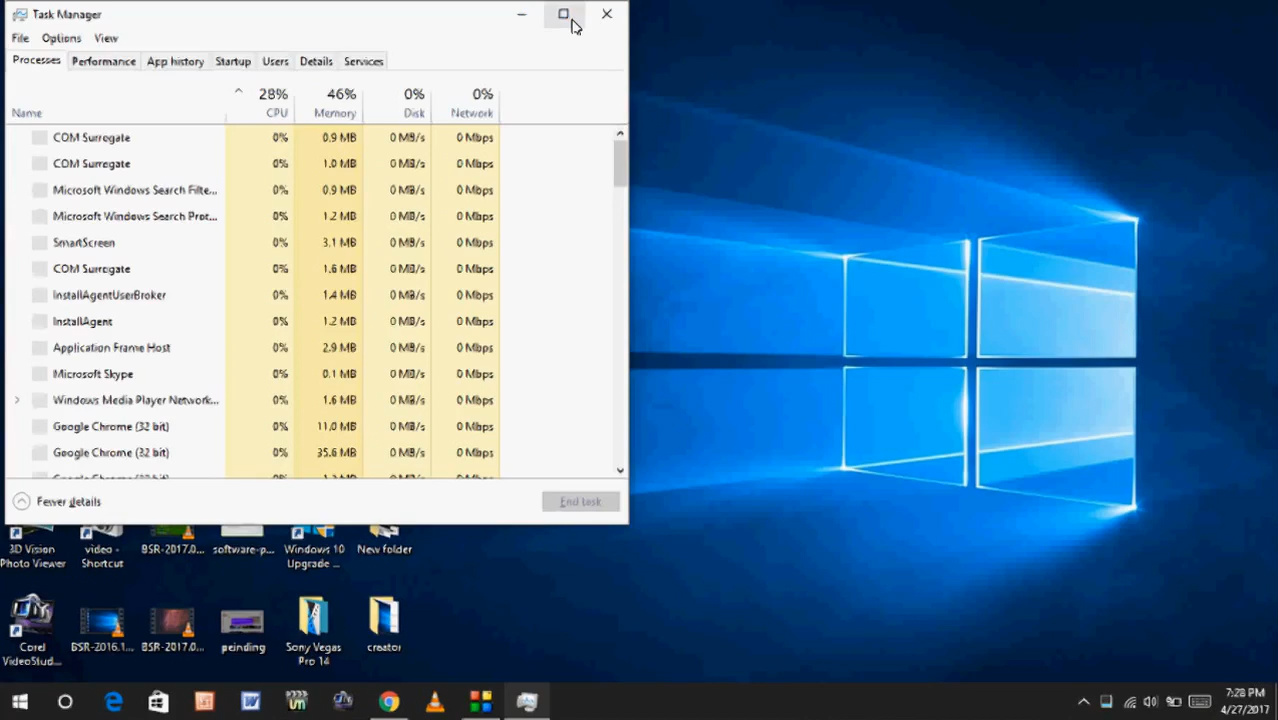 Task Manager
File Options View
Processes Performance App history Startup Users Details Services
28% 46% 0% 0%
Name CPU Memory Disk Network
COM Surrogate 0% 0.9 MB 0 MB/s 0 Mbps
COM Surrogate 0% 1.0 MB 0 MB/s 0 Mbps
Microsoft Windows Search Filte... 0% 0.9 MB 0 MB/s 0 Mbps
Microsoft Windows Search Prot... 0% 1.2 MB 0 MB/s 0 Mbps
SmartScreen 0% 3.1 MB 0 MB/s 0 Mbps
COM Surrogate 0% 1.6 MB 0 MB/s 0 Mbps
InstallAgentUserBroker 0% 1.4 MB 0 MB/s 0 Mbps
InstallAgent 0% 1.2 MB 0 MB/s 0 Mbps
Application Frame Host 0% 2.9 MB 0 MB/s 0 Mbps
Microsoft Skype 0% 0.1 MB 0 MB/s 0 Mbps
Windows Media Player Network... 0% 1.6 MB 0 MB/s 0 Mbps
Google Chrome (32 bit) 0% 11.0 MB 0 MB/s 0 Mbps
Google Chrome (32 bit) 0% 35.6 MB 0 MB/s 0 Mbps
Fewer details End task
3D Vision video - BSR-2017.0... software-p... Windows 10 New folder
Photo Viewer Shortcut Upgrade ...
Corel BSR-2016.1... BSR-2017.0... peinding Sony Vegas creator
VideoStud... Pro 14
7:28 PM
4/27/2017